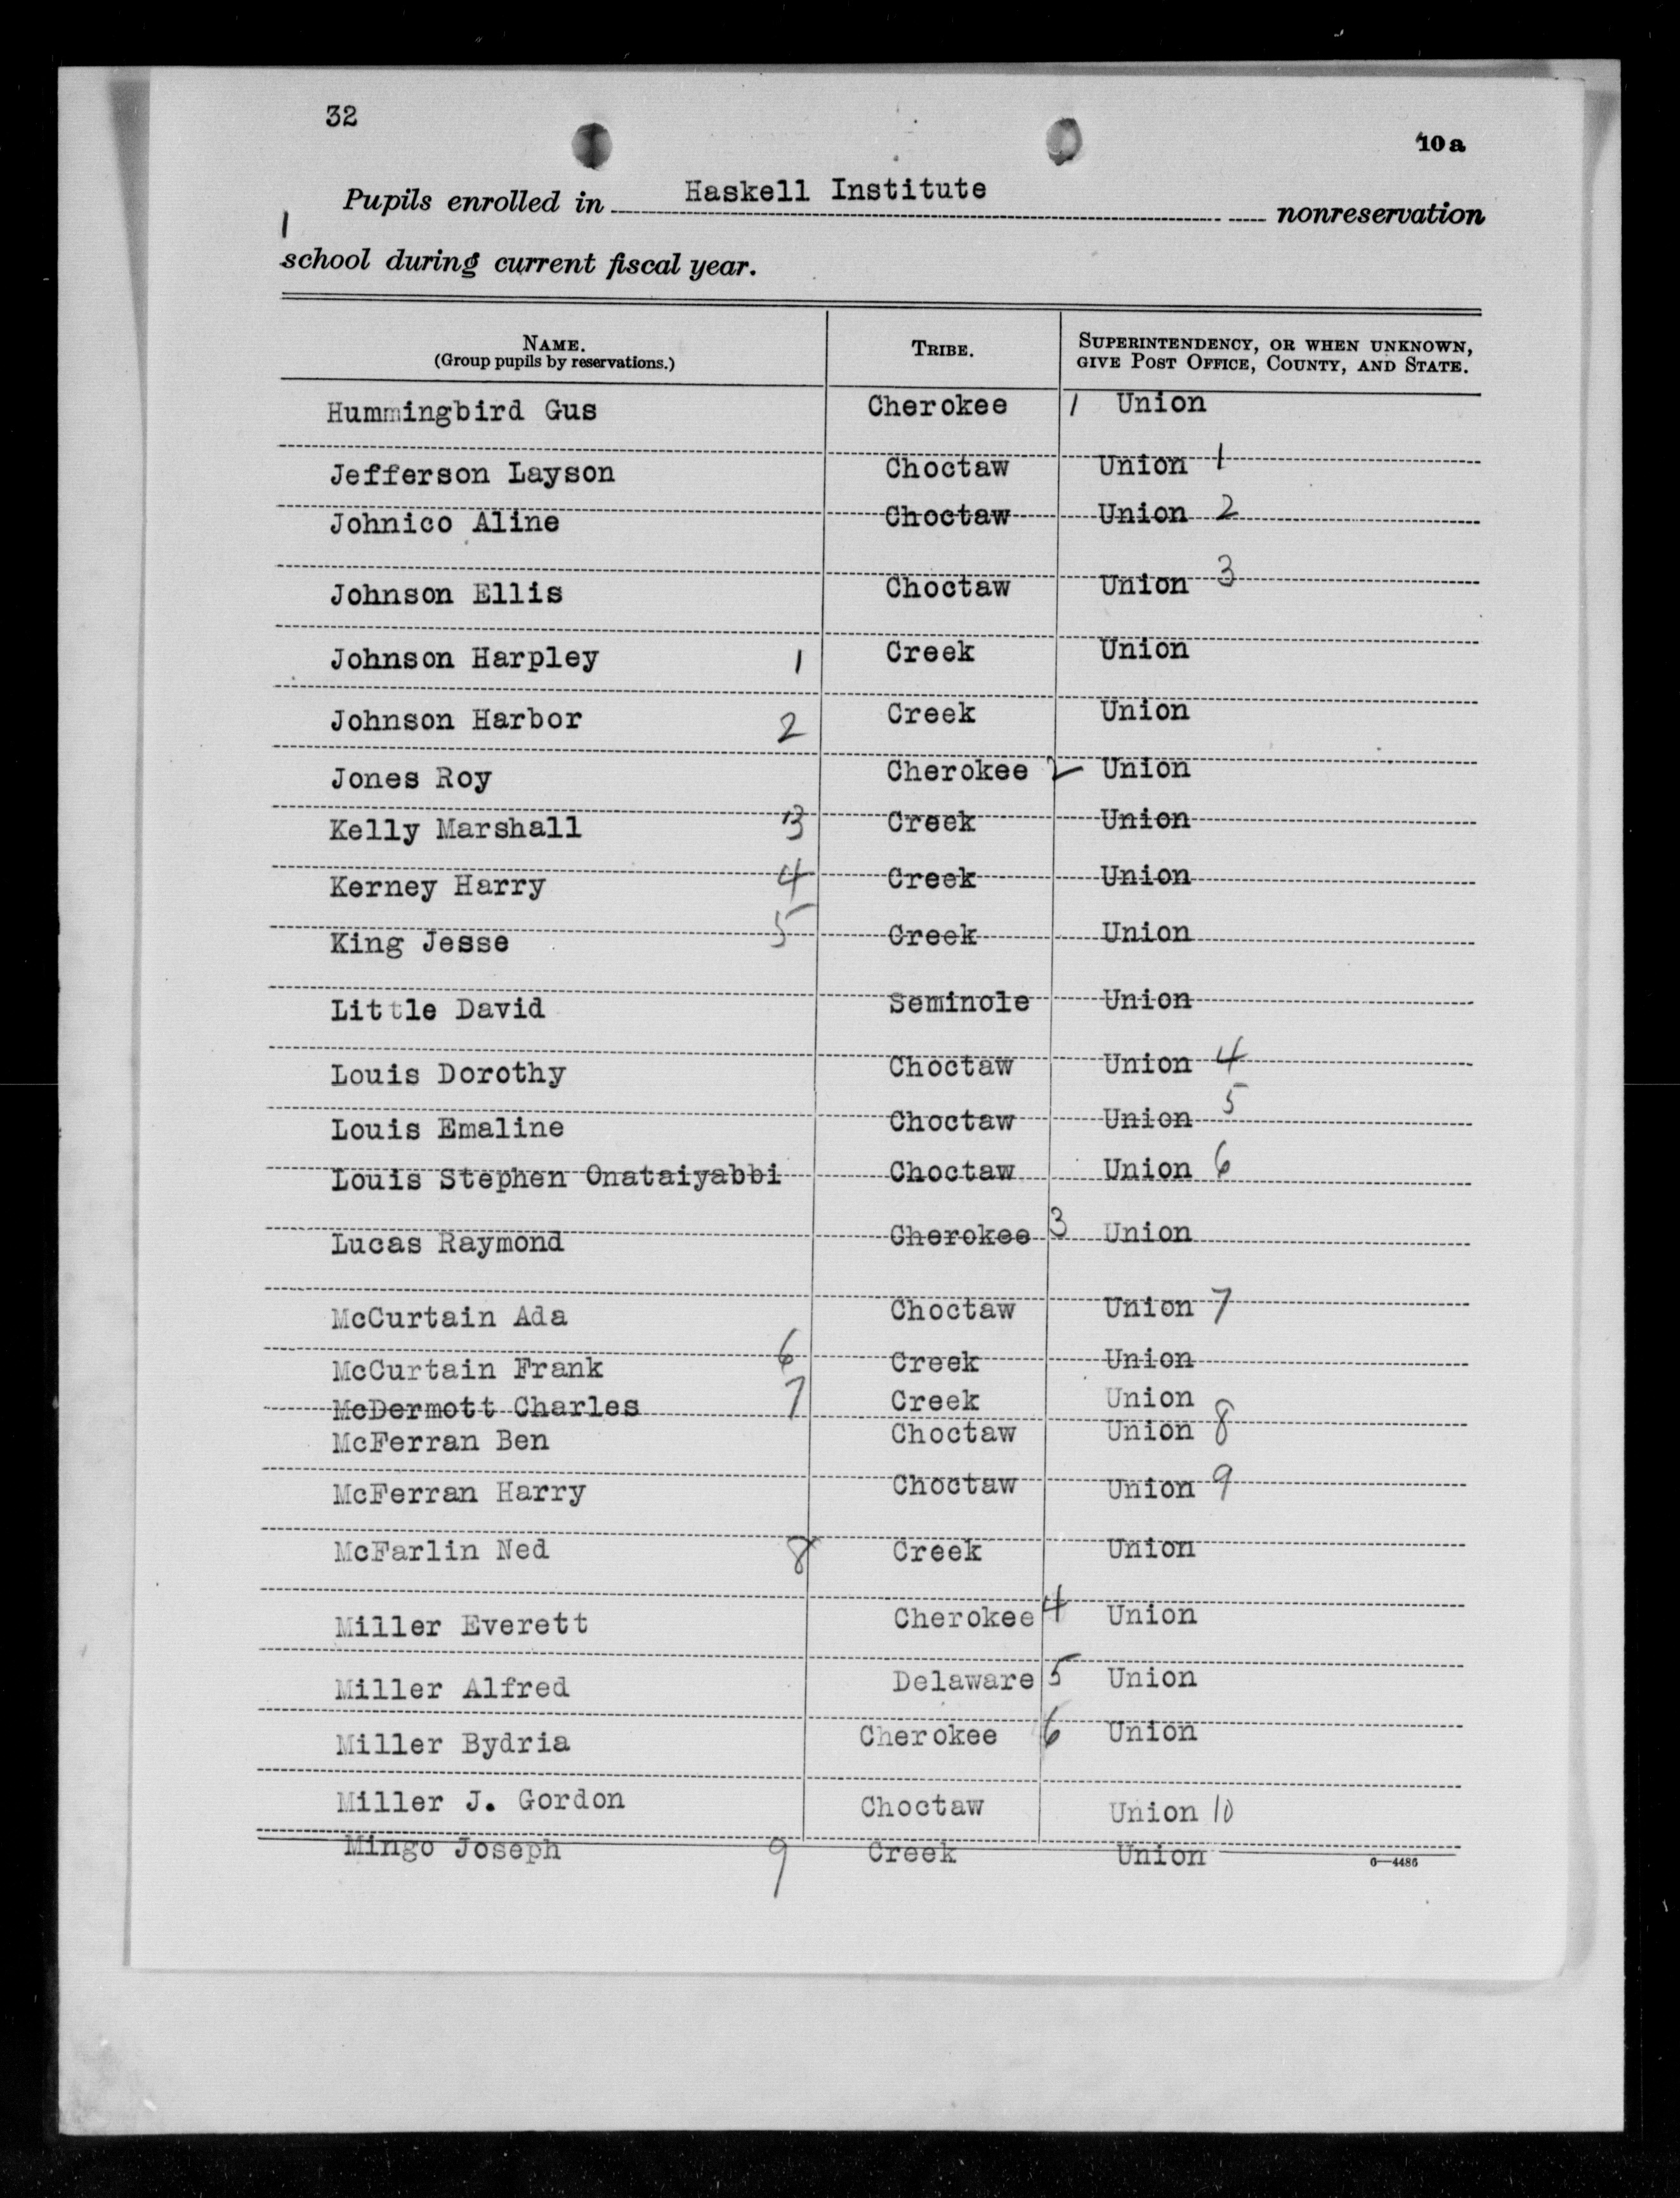 32
10a
Pupils enrolled in Haskell Institute nonreservation
school during current fiscal year.
NAME. (Group pupils by reservations.) TRIBE. SUPERINTENDENCY, OR WHEN UNKNOWN, GIVE POST OFFICE, COUNTY, AND STATE.
Hummingbird Gus Cherokee 1 Union
Jefferson Layson Choctaw Union 1
Johnico Aline Choctaw Union 2
Johnson Ellis Choctaw Union 3
Johnson Harpley 1 Creek Union
Johnson Harbor 2 Creek Union
Jones Roy Cherokee 2 Union
Kelly Marshall 3 Creek Union
Kerney Harry 4 Creek Union
King Jesse 5 Creek Union
Little David Seminole Union
Louis Dorothy Choctaw Union 4
Louis Emaline Choctaw Union 5
Louis Stephen Onataiyabbi Choctaw Union 6
Lucas Raymond Cherokee 3 Union
McCurtain Ada Choctaw Union 7
McCurtain Frank 6 Creek Union
McDermott Charles 7 Creek Union
McFerran Ben Choctaw Union 8
McFerran Harry Choctaw Union 9
McFarlin Ned 8 Creek Union
Miller Everett Cherokee 4 Union
Miller Alfred Delaware 5 Union
Miller Bydria Cherokee 6 Union
Miller J. Gordon Choctaw Union 10
Mingo Joseph 9 Creek Union
6—4486